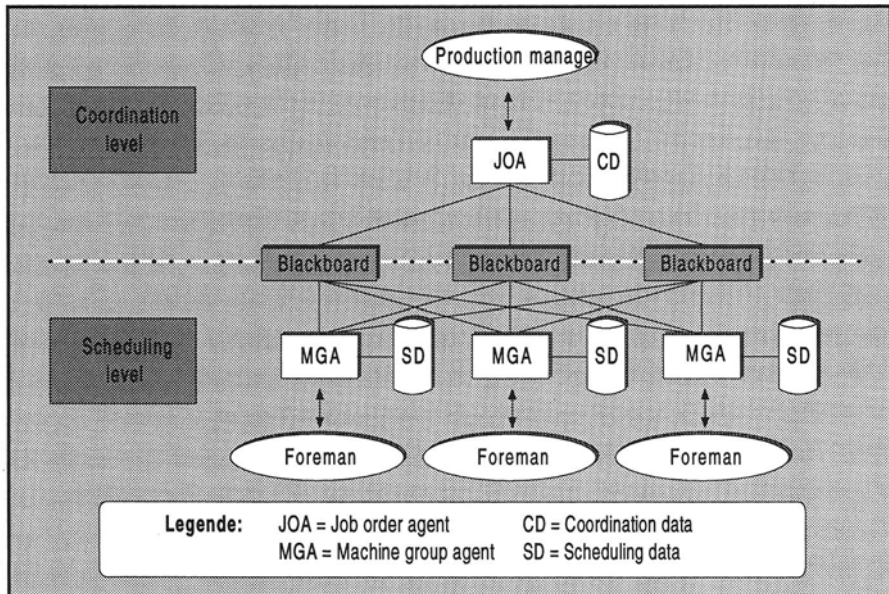 Production manager
Coordination
level
JOA
CD
Blackboard
Blackboard
Blackboard
Scheduling
level
MGA
SD
MGA
SD
MGA
SD
Foreman
Foreman
Foreman
Legende: JOA = Job order agent CD = Coordination data
MGA = Machine group agent SD = Scheduling data